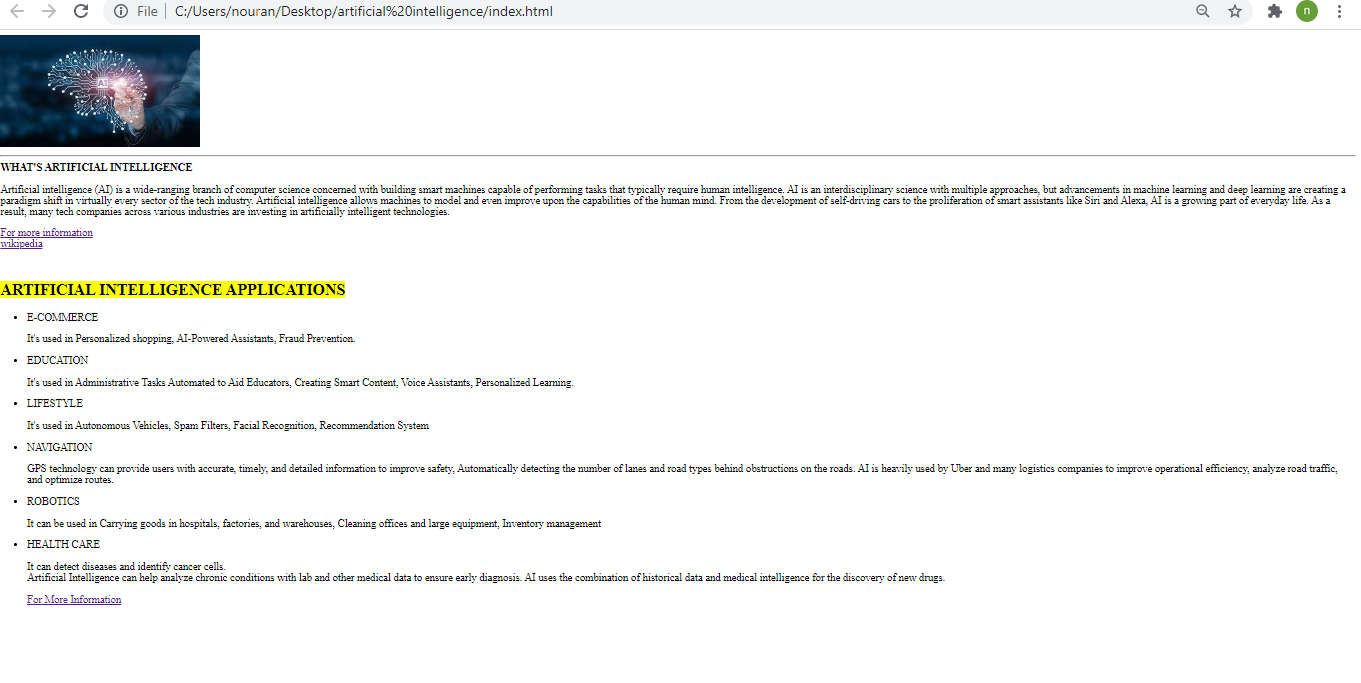 File
C:/Users/nouran/Desktop/artificial%20intelligence/index.html
n
AI
WHAT'S ARTIFICIAL INTELLIGENCE
Artificial intelligence (AI) is a wide-ranging branch of computer science concerned with building smart machines capable of performing tasks that typically require human intelligence. AI is an interdisciplinary science with multiple approaches, but advancements in machine learning and deep learning are creating a
paradigm shift in virtually every sector of the tech industry. Artificial intelligence allows machines to model and even improve upon the capabilities of the human mind. From the development of self-driving cars to the proliferation of smart assistants like Siri and Alexa, AI is a growing part of everyday life. As a
result, many tech companies across various industries are investing in artificially intelligent technologies.
For more information
wikipedia
ARTIFICIAL INTELLIGENCE APPLICATIONS
• E-COMMERCE
It's used in Personalized shopping, AI-Powered Assistants, Fraud Prevention.
• EDUCATION
It's used in Administrative Tasks Automated to Aid Educators, Creating Smart Content, Voice Assistants, Personalized Learning.
• LIFESTYLE
It's used in Autonomous Vehicles, Spam Filters, Facial Recognition, Recommendation System
• NAVIGATION
GPS technology can provide users with accurate, timely, and detailed information to improve safety, Automatically detecting the number of lanes and road types behind obstructions on the roads. AI is heavily used by Uber and many logistics companies to improve operational efficiency, analyze road traffic,
and optimize routes.
• ROBOTICS
It can be used in Carrying goods in hospitals, factories, and warehouses, Cleaning offices and large equipment, Inventory management
• HEALTH CARE
It can detect diseases and identify cancer cells.
Artificial Intelligence can help analyze chronic conditions with lab and other medical data to ensure early diagnosis. AI uses the combination of historical data and medical intelligence for the discovery of new drugs.
For More Information